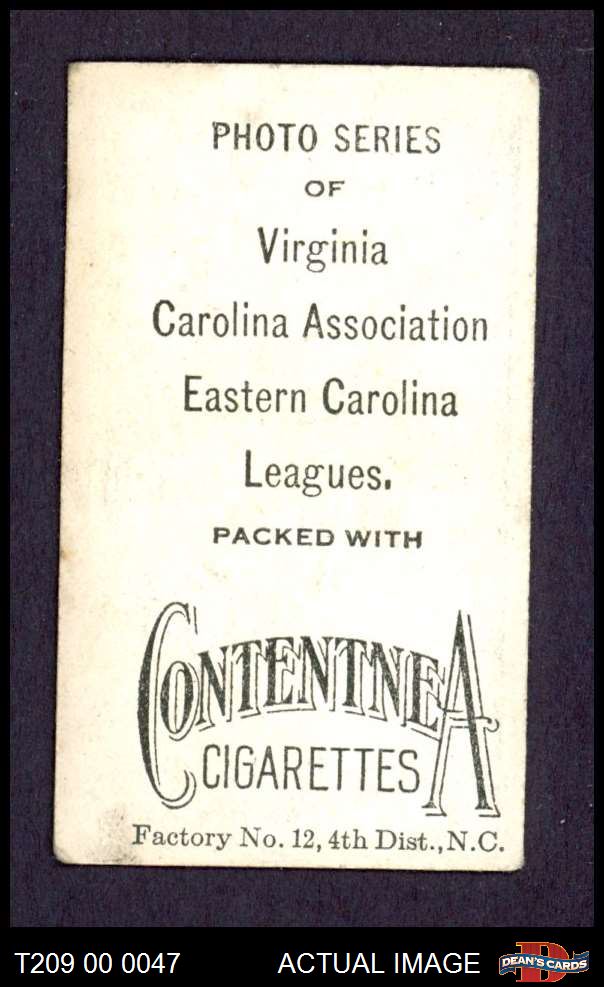 PHOTO SERIES
OF
Virginia
Carolina Association
Eastern Carolina
Leagues.
PACKED WITH
CONTENTNEA
CIGARETTES
Factory No. 12, 4th Dist., N.C.
T209 00 0047 ACTUAL IMAGE D DEAN'S CARDS